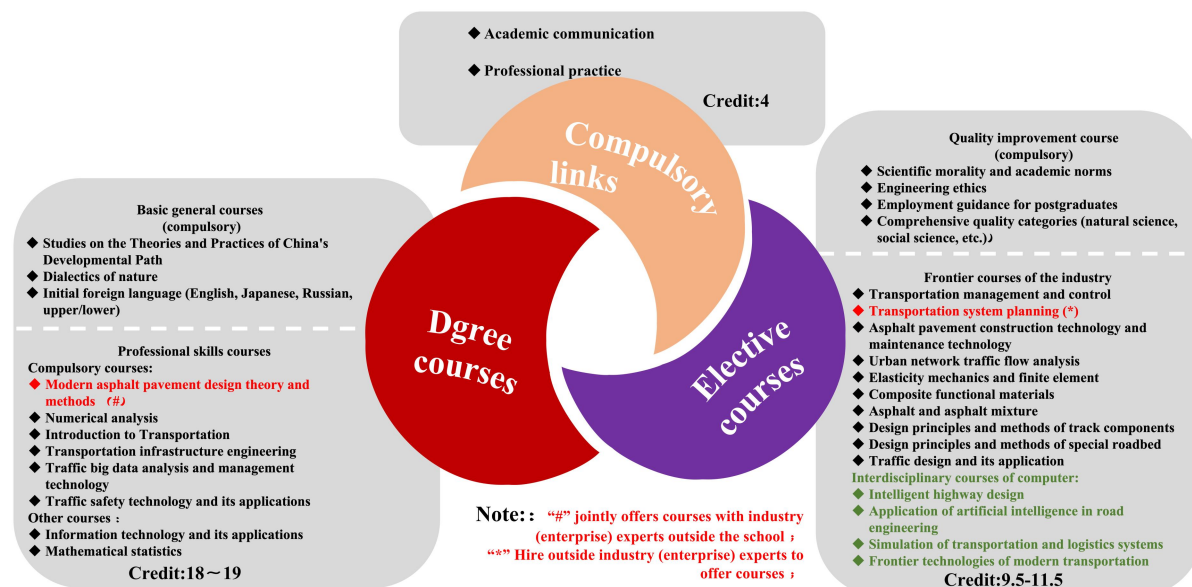 ◆ Academic communication
◆ Professional practice
Credit:4
Compulsory
links
Basic general courses
(compulsory)
◆ Studies on the Theories and Practices of China's
Developmental Path
◆ Dialectics of nature
◆ Initial foreign language (English, Japanese, Russian,
upper/lower)
Professional skills courses
Compulsory courses:
◆ Modern asphalt pavement design theory and
methods （#）
◆ Numerical analysis
◆ Introduction to Transportation
◆ Transportation infrastructure engineering
◆ Traffic big data analysis and management
technology
◆ Traffic safety technology and its applications
Other courses：
◆ Information technology and its applications
◆ Mathematical statistics
Credit:18～19
Dgree
courses
Elective
courses
Quality improvement course
(compulsory)
◆ Scientific morality and academic norms
◆ Engineering ethics
◆ Employment guidance for postgraduates
◆ Comprehensive quality categories (natural science,
social science, etc.)）
Frontier courses of the industry
◆ Transportation management and control
◆ Transportation system planning (*)
◆ Asphalt pavement construction technology and
maintenance technology
◆ Urban network traffic flow analysis
◆ Elasticity mechanics and finite element
◆ Composite functional materials
◆ Asphalt and asphalt mixture
◆ Design principles and methods of track components
◆ Design principles and methods of special roadbed
◆ Traffic design and its application
Interdisciplinary courses of computer:
◆ Intelligent highway design
◆ Application of artificial intelligence in road
engineering
◆ Simulation of transportation and logistics systems
◆ Frontier technologies of modern transportation
Credit:9.5-11.5
Note:： “#” jointly offers courses with industry
(enterprise) experts outside the school；
“*” Hire outside industry (enterprise) experts to
offer courses；